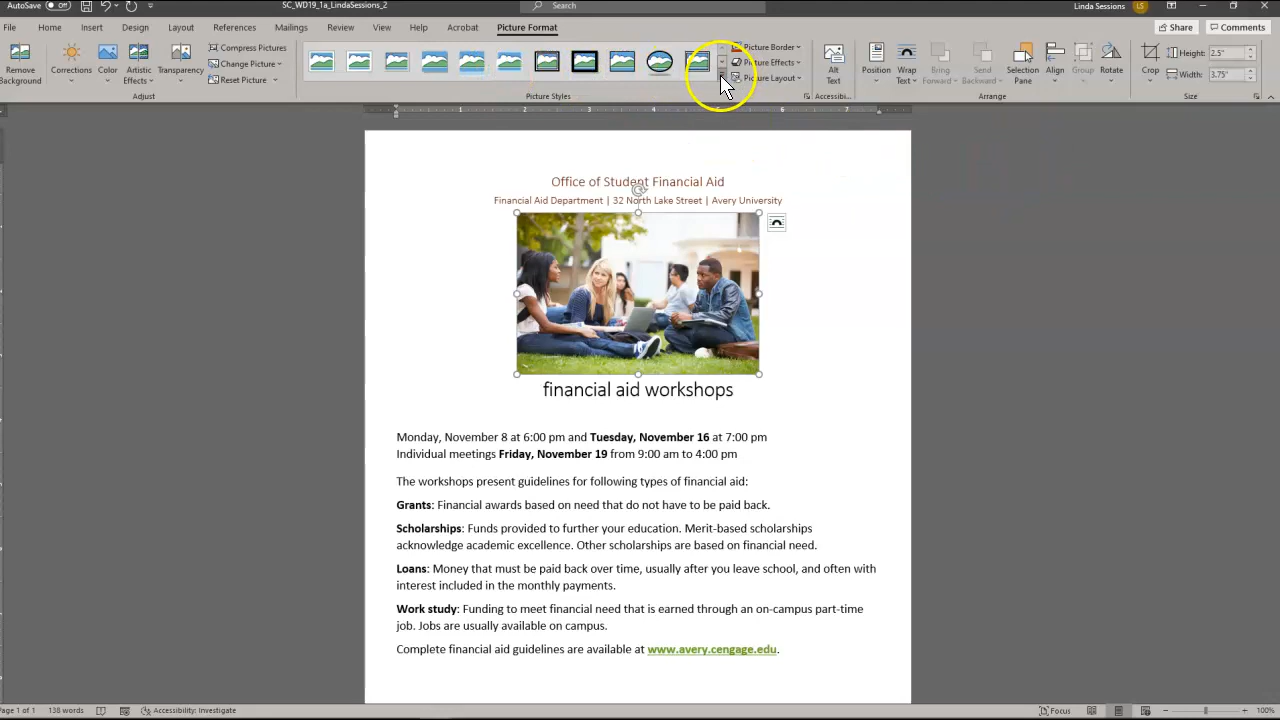 AutoSave Off SC_WD19_1a_LindaSessions_2 Search Linda Sessions LS
File Home Insert Design Layout References Mailings Review View Help Acrobat Picture Format Share Comments
Remove Background
Corrections
Color
Artistic Effects
Transparency
Compress Pictures
Change Picture
Reset Picture
Adjust
Picture Styles
Picture Border
Picture Effects
Picture Layout
Alt Text
Accessibi...
Position
Wrap Text
Bring Forward
Send Backward
Selection Pane
Align
Group
Rotate
Arrange
Crop
Height: 2.5"
Width: 3.75"
Size
1 2 3 4 5 6 7
Office of Student Financial Aid
Financial Aid Department | 32 North Lake Street | Avery University
financial aid workshops
Monday, November 8 at 6:00 pm and Tuesday, November 16 at 7:00 pm
Individual meetings Friday, November 19 from 9:00 am to 4:00 pm
The workshops present guidelines for following types of financial aid:
Grants: Financial awards based on need that do not have to be paid back.
Scholarships: Funds provided to further your education. Merit-based scholarships
acknowledge academic excellence. Other scholarships are based on financial need.
Loans: Money that must be paid back over time, usually after you leave school, and often with
interest included in the monthly payments.
Work study: Funding to meet financial need that is earned through an on-campus part-time
job. Jobs are usually available on campus.
Complete financial aid guidelines are available at www.avery.cengage.edu.
Page 1 of 1 138 words Accessibility: Investigate Focus 100%